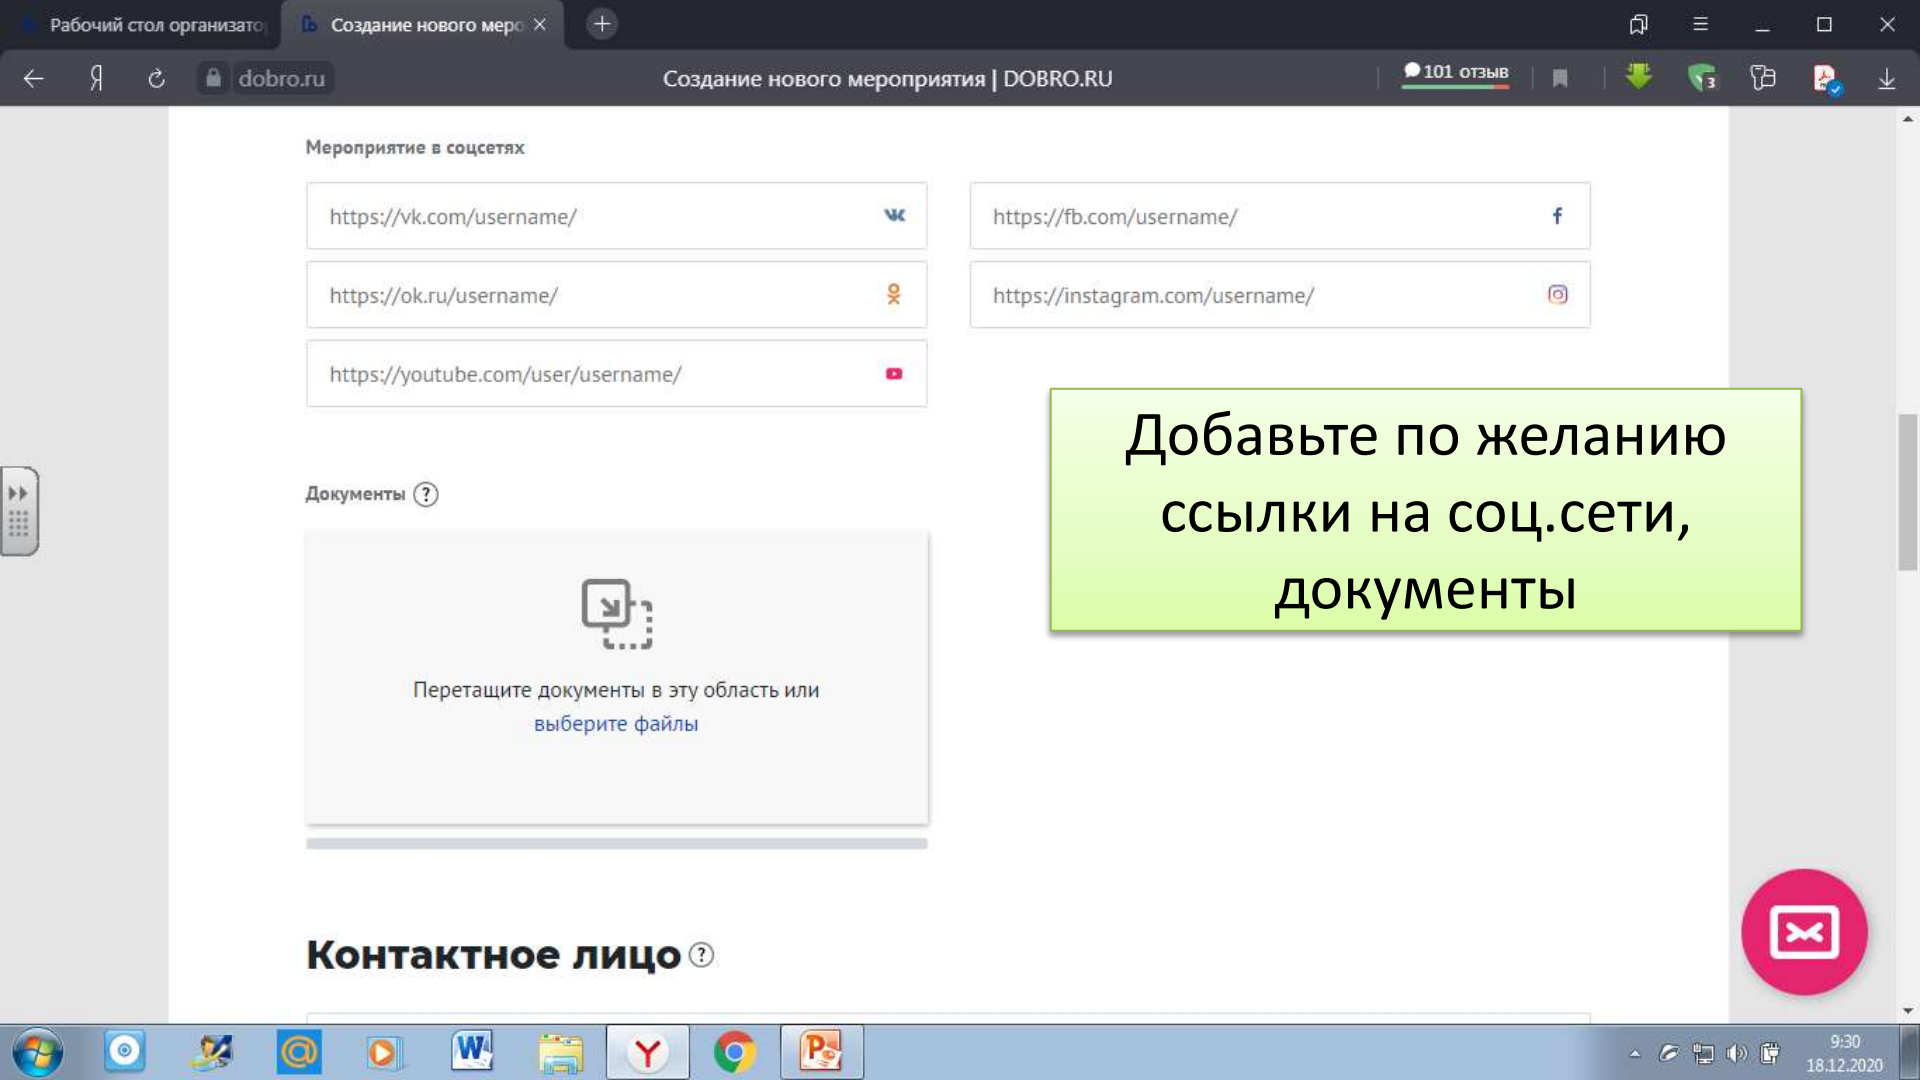 Рабочий стол организато
Создание нового меро
dobro.ru
Создание нового мероприятия | DOBRO.RU
101 отзыв
3
Мероприятие в соцсетях
https://vk.com/username/
https://fb.com/username/
https://ok.ru/username/
https://instagram.com/username/
https://youtube.com/user/username/
Добавьте по желанию
ссылки на соц.сети,
документы
Документы ?
Перетащите документы в эту область или
выберите файлы
Контактное лицо ?
9:30
18.12.2020